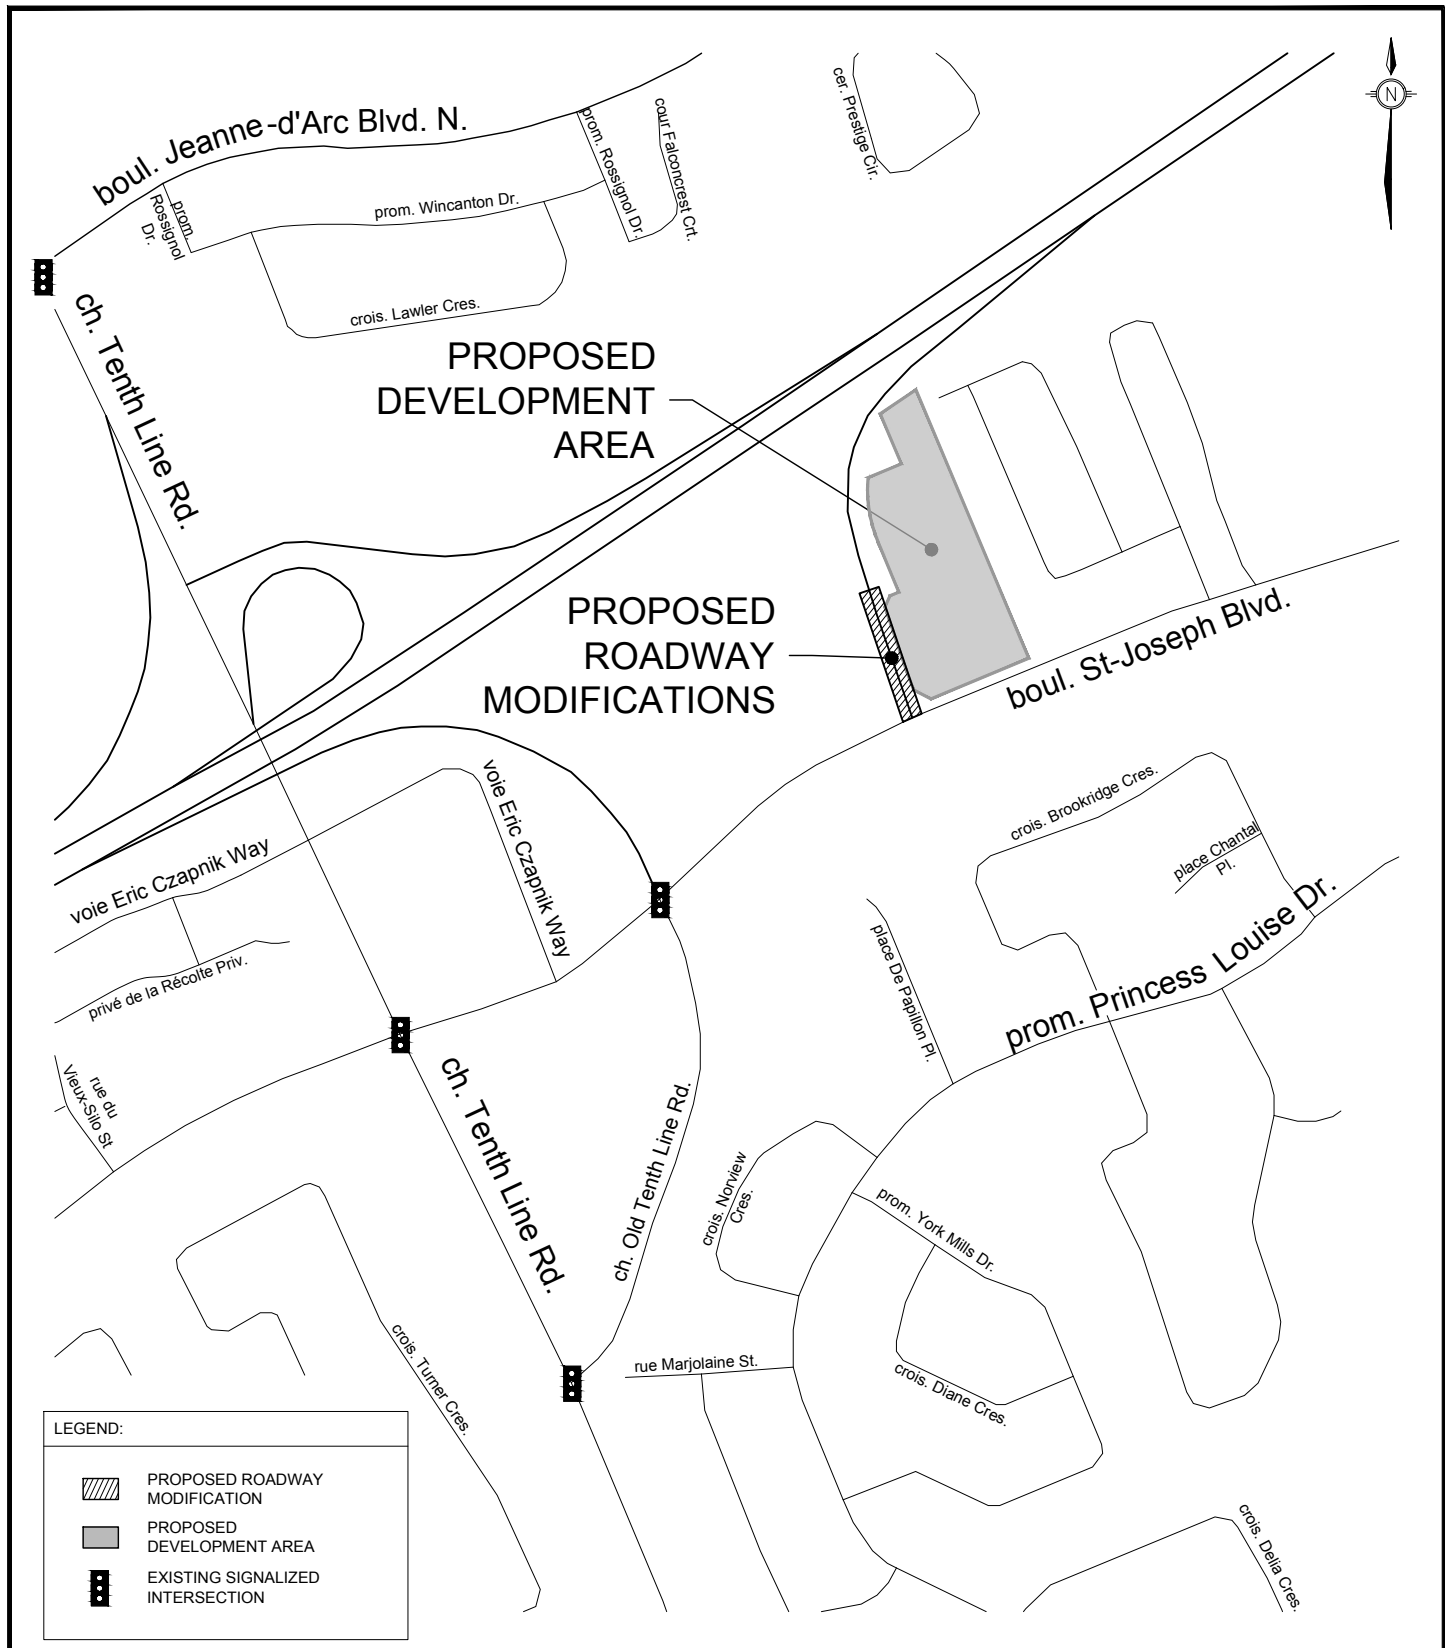 boul. Jeanne-d'Arc Blvd. N.
prom.
Rossignol
Dr.
prom. Wincanton Dr.
prom. Rossignol Dr.
cour Falconcrest Crt.
cer. Prestige Cir.
N
crois. Lawler Cres.
ch. Tenth Line Rd.
PROPOSED
DEVELOPMENT
AREA
PROPOSED
ROADWAY
MODIFICATIONS
boul. St-Joseph Blvd.
voie Eric Czapnik Way
voie Eric Czapnik Way
privé de la Récolte Priv.
rue du
Vieux-Silo St
crois. Brookridge Cres.
place Chantal
Pl.
place De Papillon Pl.
prom. Princess Louise Dr.
ch. Tenth Line Rd.
ch. Old Tenth Line Rd.
crois. Norview
Cres.
prom. York Mills Dr.
crois. Turner Cres.
rue Marjolaine St.
crois. Diane Cres.
crois. Delia Cres.
LEGEND:
PROPOSED ROADWAY
MODIFICATION
PROPOSED
DEVELOPMENT AREA
EXISTING SIGNALIZED
INTERSECTION